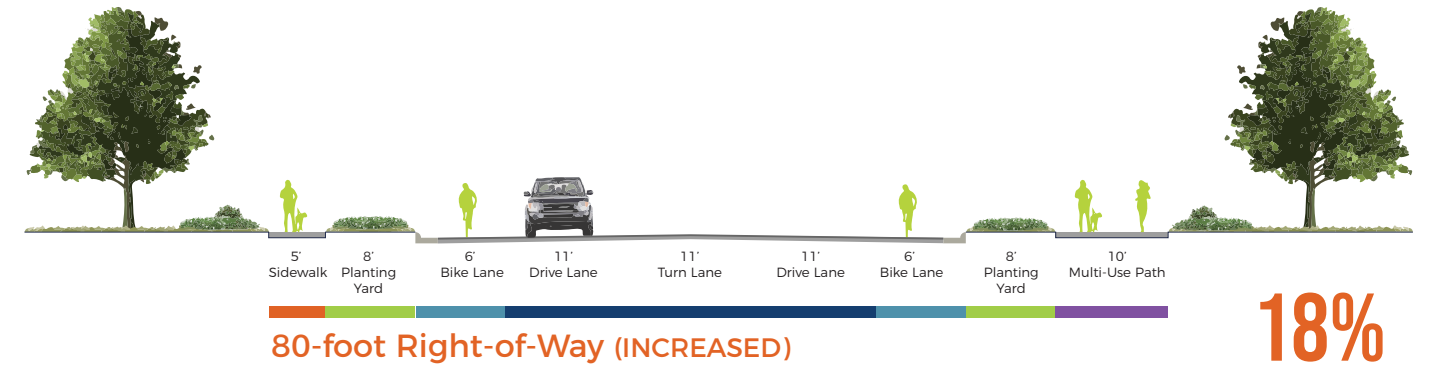 5’ 8’ 6’ 11’ 11’ 11’ 6’ 8’ 10’
Sidewalk Planting Bike Lane Drive Lane Turn Lane Drive Lane Bike Lane Planting Multi-Use Path
Yard Yard
80-foot Right-of-Way (INCREASED)
18%